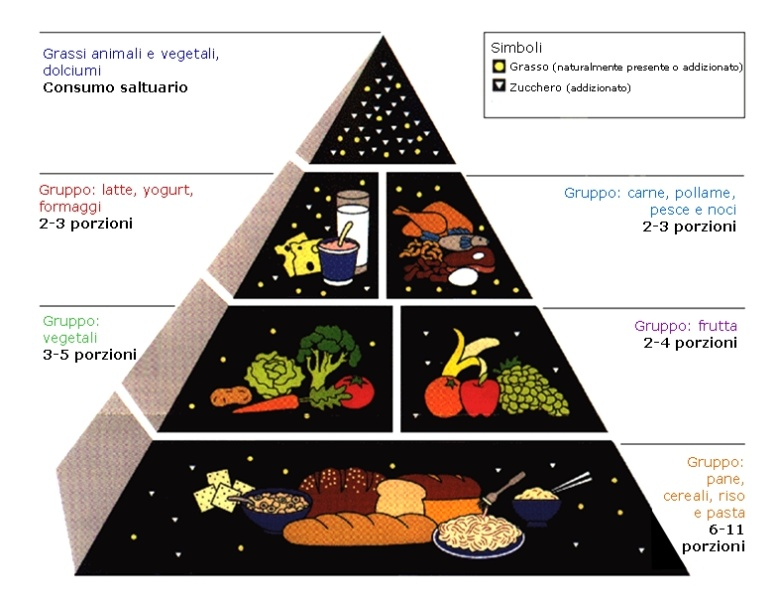 Grassi animali e vegetali,
dolciumi
Consumo saltuario
Simboli
Grasso (naturalmente presente o addizionato)
Zucchero (addizionato)
Gruppo: latte, yogurt,
formaggi
2-3 porzioni
Gruppo: carne, pollame,
pesce e noci
2-3 porzioni
Gruppo:
vegetali
3-5 porzioni
Gruppo: frutta
2-4 porzioni
Gruppo:
pane,
cereali, riso
e pasta
6-11
porzioni